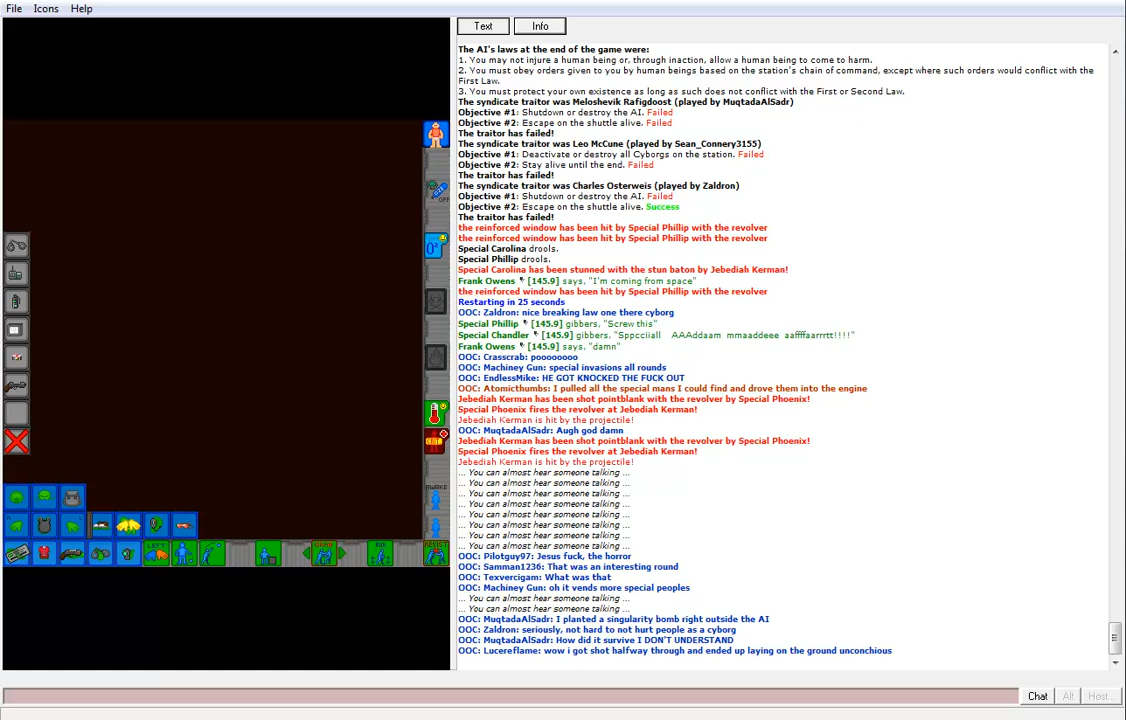 File Icons Help
Text Info
The AI's laws at the end of the game were:
1. You may not injure a human being or, through inaction, allow a human being to come to harm.
2. You must obey orders given to you by human beings based on the station's chain of command, except where such orders would conflict with the
First Law.
3. You must protect your own existence as long as such does not conflict with the First or Second Law.
The syndicate traitor was Meloshevik Rafigdoost (played by MuqtadaAlSadr)
Objective #1: Shutdown or destroy the AI. Failed
Objective #2: Escape on the shuttle alive. Failed
The traitor has failed!
The syndicate traitor was Leo McCune (played by Sean_Connery3155)
Objective #1: Deactivate or destroy all Cyborgs on the station. Failed
Objective #2: Stay alive until the end. Failed
The traitor has failed!
The syndicate traitor was Charles Osterweis (played by Zaldron)
Objective #1: Shutdown or destroy the AI. Failed
Objective #2: Escape on the shuttle alive. Success
The traitor has failed!
the reinforced window has been hit by Special Phillip with the revolver
the reinforced window has been hit by Special Phillip with the revolver
Special Carolina drools.
Special Phillip drools.
Special Carolina has been stunned with the stun baton by Jebediah Kerman!
Frank Owens [145.9] says, "I'm coming from space"
the reinforced window has been hit by Special Phillip with the revolver
Restarting in 25 seconds
OOC: Zaldron: nice breaking law one there cyborg
Special Phillip [145.9] gibbers, "Screw this"
Special Chandler [145.9] gibbers, "Sppcciiall AAAddaam mmaaddeee aaffffaarrrtt!!!!"
Frank Owens [145.9] says, "damn"
OOC: Crasscrab: poooooooo
OOC: Machiney Gun: special invasions all rounds
OOC: EndlessMike: HE GOT KNOCKED THE FUCK OUT
OOC: Atomicthumbs: I pulled all the special mans I could find and drove them into the engine
Jebediah Kerman has been shot pointblank with the revolver by Special Phoenix!
Special Phoenix fires the revolver at Jebediah Kerman!
Jebediah Kerman is hit by the projectile!
OOC: MuqtadaAlSadr: Augh god damn
Jebediah Kerman has been shot pointblank with the revolver by Special Phoenix!
Special Phoenix fires the revolver at Jebediah Kerman!
Jebediah Kerman is hit by the projectile!
... You can almost hear someone talking ...
... You can almost hear someone talking ...
... You can almost hear someone talking ...
... You can almost hear someone talking ...
... You can almost hear someone talking ...
... You can almost hear someone talking ...
... You can almost hear someone talking ...
... You can almost hear someone talking ...
OOC: Pilotguy97: Jesus fuck, the horror
OOC: Samman1236: That was an interesting round
OOC: Texvercigam: What was that
OOC: Machiney Gun: oh it vends more special peoples
... You can almost hear someone talking ...
... You can almost hear someone talking ...
OOC: MuqtadaAlSadr: I planted a singularity bomb right outside the AI
OOC: Zaldron: seriously, not hard to not hurt people as a cyborg
OOC: MuqtadaAlSadr: How did it survive I DON'T UNDERSTAND
OOC: Lucereflame: wow i got shot halfway through and ended up laying on the ground unconchious
OFF
AWAKE
LEFT
GRAB
RUN
RESIST
Chat Alt Host...